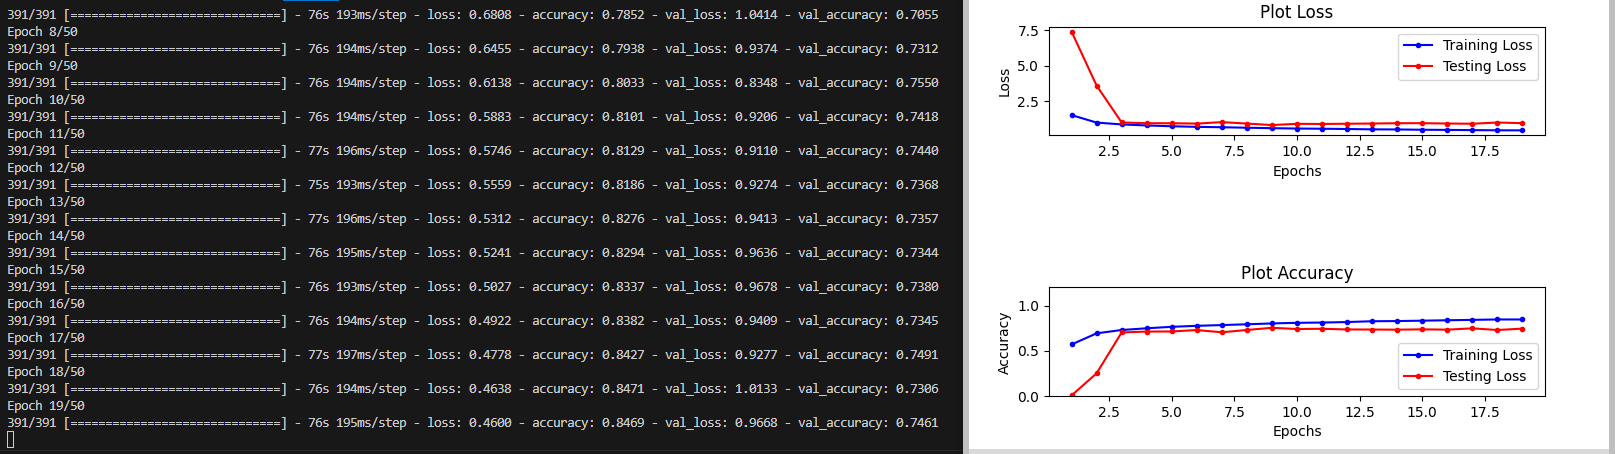 391/391 [==============================] - 76s 193ms/step - loss: 0.6808 - accuracy: 0.7852 - val_loss: 1.0414 - val_accuracy: 0.7055
Epoch 8/50
391/391 [==============================] - 76s 194ms/step - loss: 0.6455 - accuracy: 0.7938 - val_loss: 0.9374 - val_accuracy: 0.7312
Epoch 9/50
391/391 [==============================] - 76s 194ms/step - loss: 0.6138 - accuracy: 0.8033 - val_loss: 0.8348 - val_accuracy: 0.7550
Epoch 10/50
391/391 [==============================] - 76s 194ms/step - loss: 0.5883 - accuracy: 0.8101 - val_loss: 0.9206 - val_accuracy: 0.7418
Epoch 11/50
391/391 [==============================] - 77s 196ms/step - loss: 0.5746 - accuracy: 0.8129 - val_loss: 0.9110 - val_accuracy: 0.7440
Epoch 12/50
391/391 [==============================] - 75s 193ms/step - loss: 0.5559 - accuracy: 0.8186 - val_loss: 0.9274 - val_accuracy: 0.7368
Epoch 13/50
391/391 [==============================] - 77s 196ms/step - loss: 0.5312 - accuracy: 0.8276 - val_loss: 0.9413 - val_accuracy: 0.7357
Epoch 14/50
391/391 [==============================] - 76s 195ms/step - loss: 0.5241 - accuracy: 0.8294 - val_loss: 0.9636 - val_accuracy: 0.7344
Epoch 15/50
391/391 [==============================] - 76s 193ms/step - loss: 0.5027 - accuracy: 0.8337 - val_loss: 0.9678 - val_accuracy: 0.7380
Epoch 16/50
391/391 [==============================] - 76s 194ms/step - loss: 0.4922 - accuracy: 0.8382 - val_loss: 0.9409 - val_accuracy: 0.7345
Epoch 17/50
391/391 [==============================] - 77s 197ms/step - loss: 0.4778 - accuracy: 0.8427 - val_loss: 0.9277 - val_accuracy: 0.7491
Epoch 18/50
391/391 [==============================] - 76s 194ms/step - loss: 0.4638 - accuracy: 0.8471 - val_loss: 1.0133 - val_accuracy: 0.7306
Epoch 19/50
391/391 [==============================] - 76s 195ms/step - loss: 0.4600 - accuracy: 0.8469 - val_loss: 0.9668 - val_accuracy: 0.7461
Plot Loss
7.5
5.0
2.5
Loss
Training Loss
Testing Loss
2.5 5.0 7.5 10.0 12.5 15.0 17.5
Epochs
Plot Accuracy
1.0
0.5
0.0
Accuracy
Training Loss
Testing Loss
2.5 5.0 7.5 10.0 12.5 15.0 17.5
Epochs